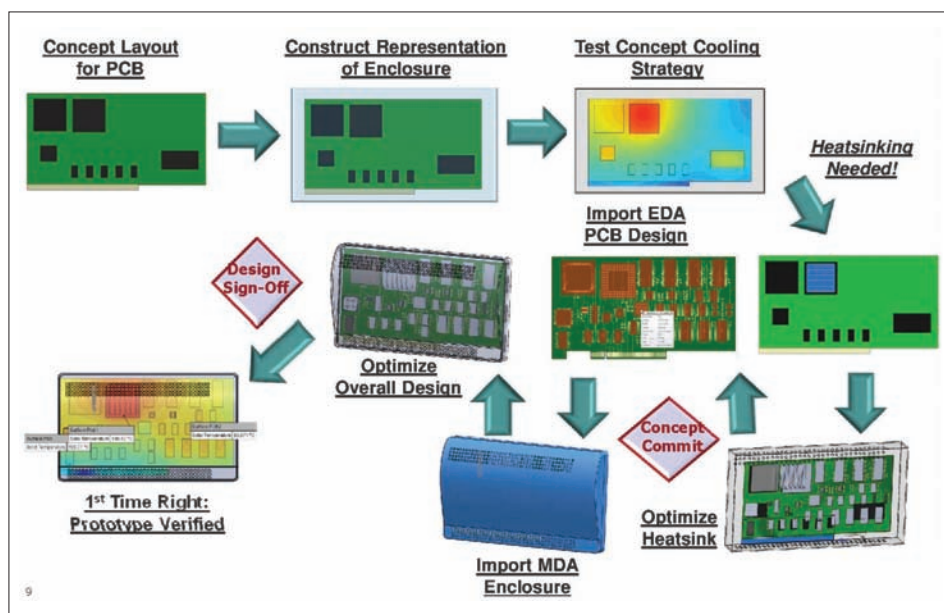 Concept Layout
for PCB
Construct Representation
of Enclosure
Test Concept Cooling
Strategy
Heatsinking
Needed!
Import EDA
PCB Design
Design
Sign-Off
Optimize
Overall Design
Concept
Commit
1st Time Right:
Prototype Verified
Import MDA
Enclosure
Optimize
Heatsink
9